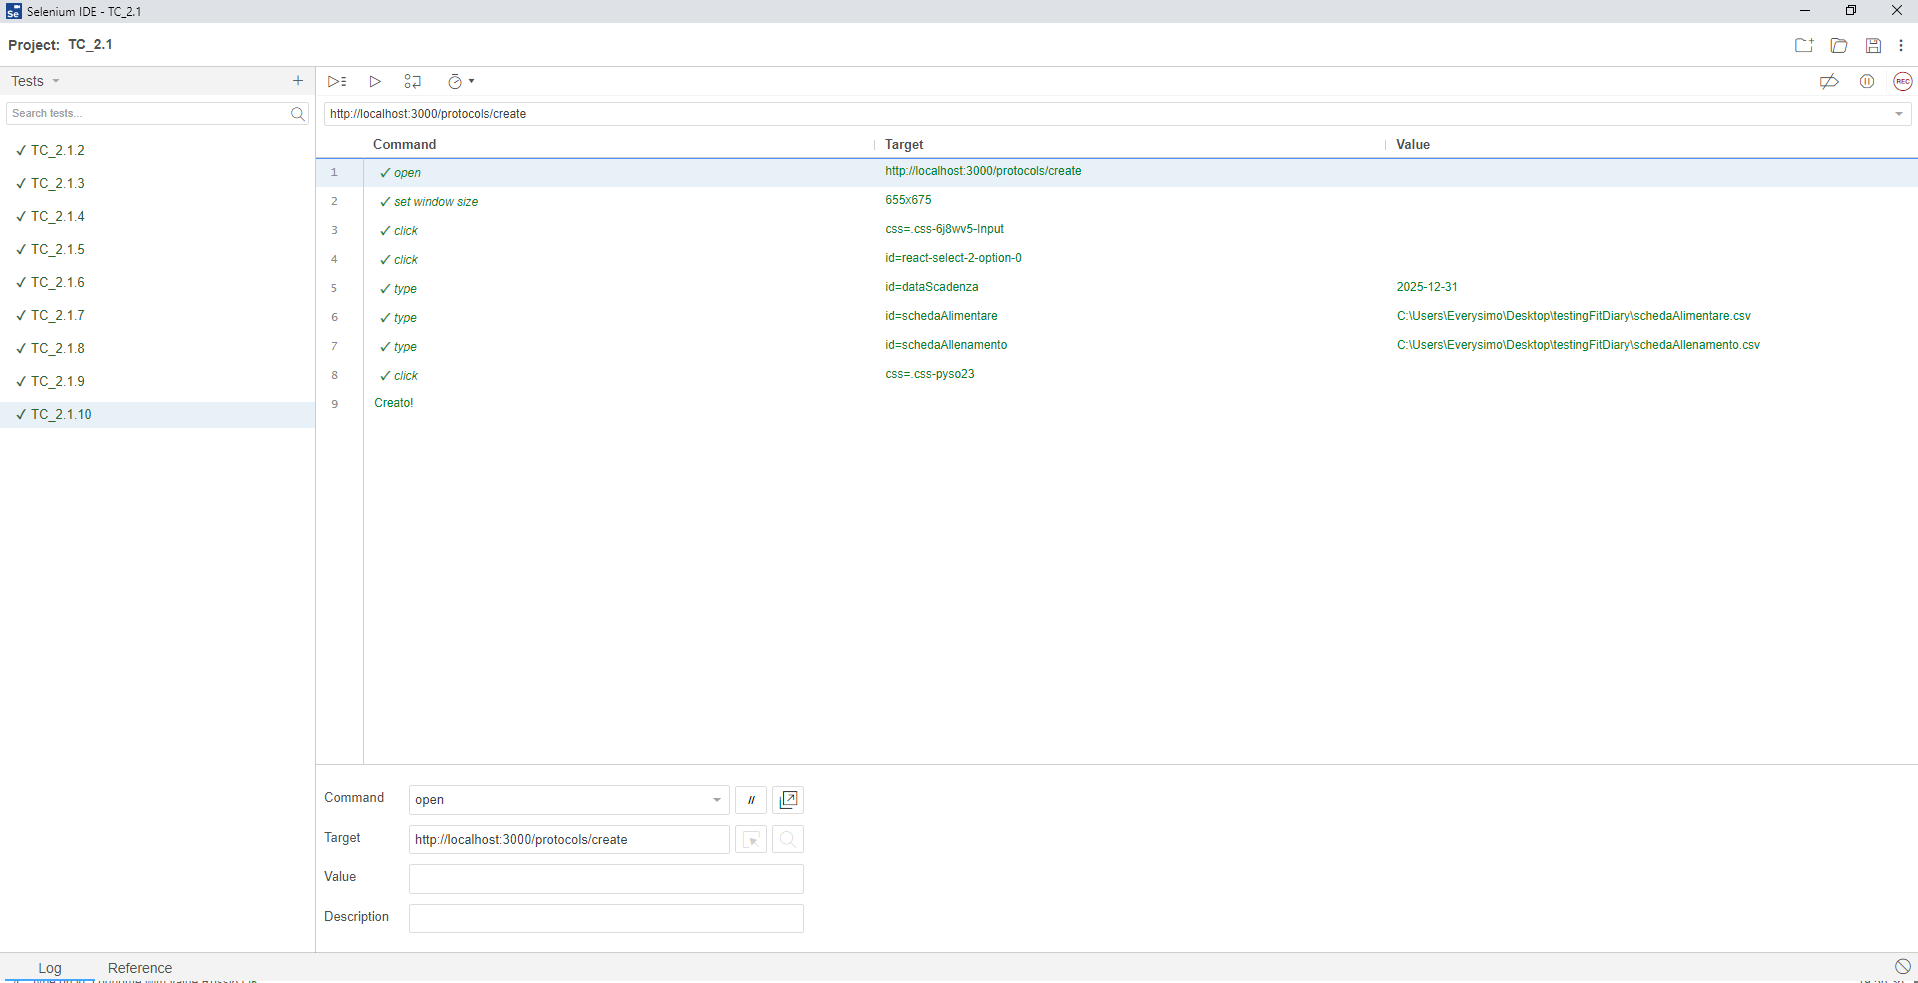 Selenium IDE - TC_2.1
Project: TC_2.1
Tests
Search tests...
http://localhost:3000/protocols/create
REC
Command Target Value
✓ TC_2.1.2
✓ TC_2.1.3
✓ TC_2.1.4
✓ TC_2.1.5
✓ TC_2.1.6
✓ TC_2.1.7
✓ TC_2.1.8
✓ TC_2.1.9
✓ TC_2.1.10
1 ✓ open http://localhost:3000/protocols/create
2 ✓ set window size 655x675
3 ✓ click css=.css-6j8wv5-Input
4 ✓ click id=react-select-2-option-0
5 ✓ type id=dataScadenza 2025-12-31
6 ✓ type id=schedaAlimentare C:\Users\Everysimo\Desktop\testingFitDiary\schedaAlimentare.csv
7 ✓ type id=schedaAllenamento C:\Users\Everysimo\Desktop\testingFitDiary\schedaAllenamento.csv
8 ✓ click css=.css-pyso23
9 Creato!
Command open //
Target http://localhost:3000/protocols/create
Value
Description
Log Reference